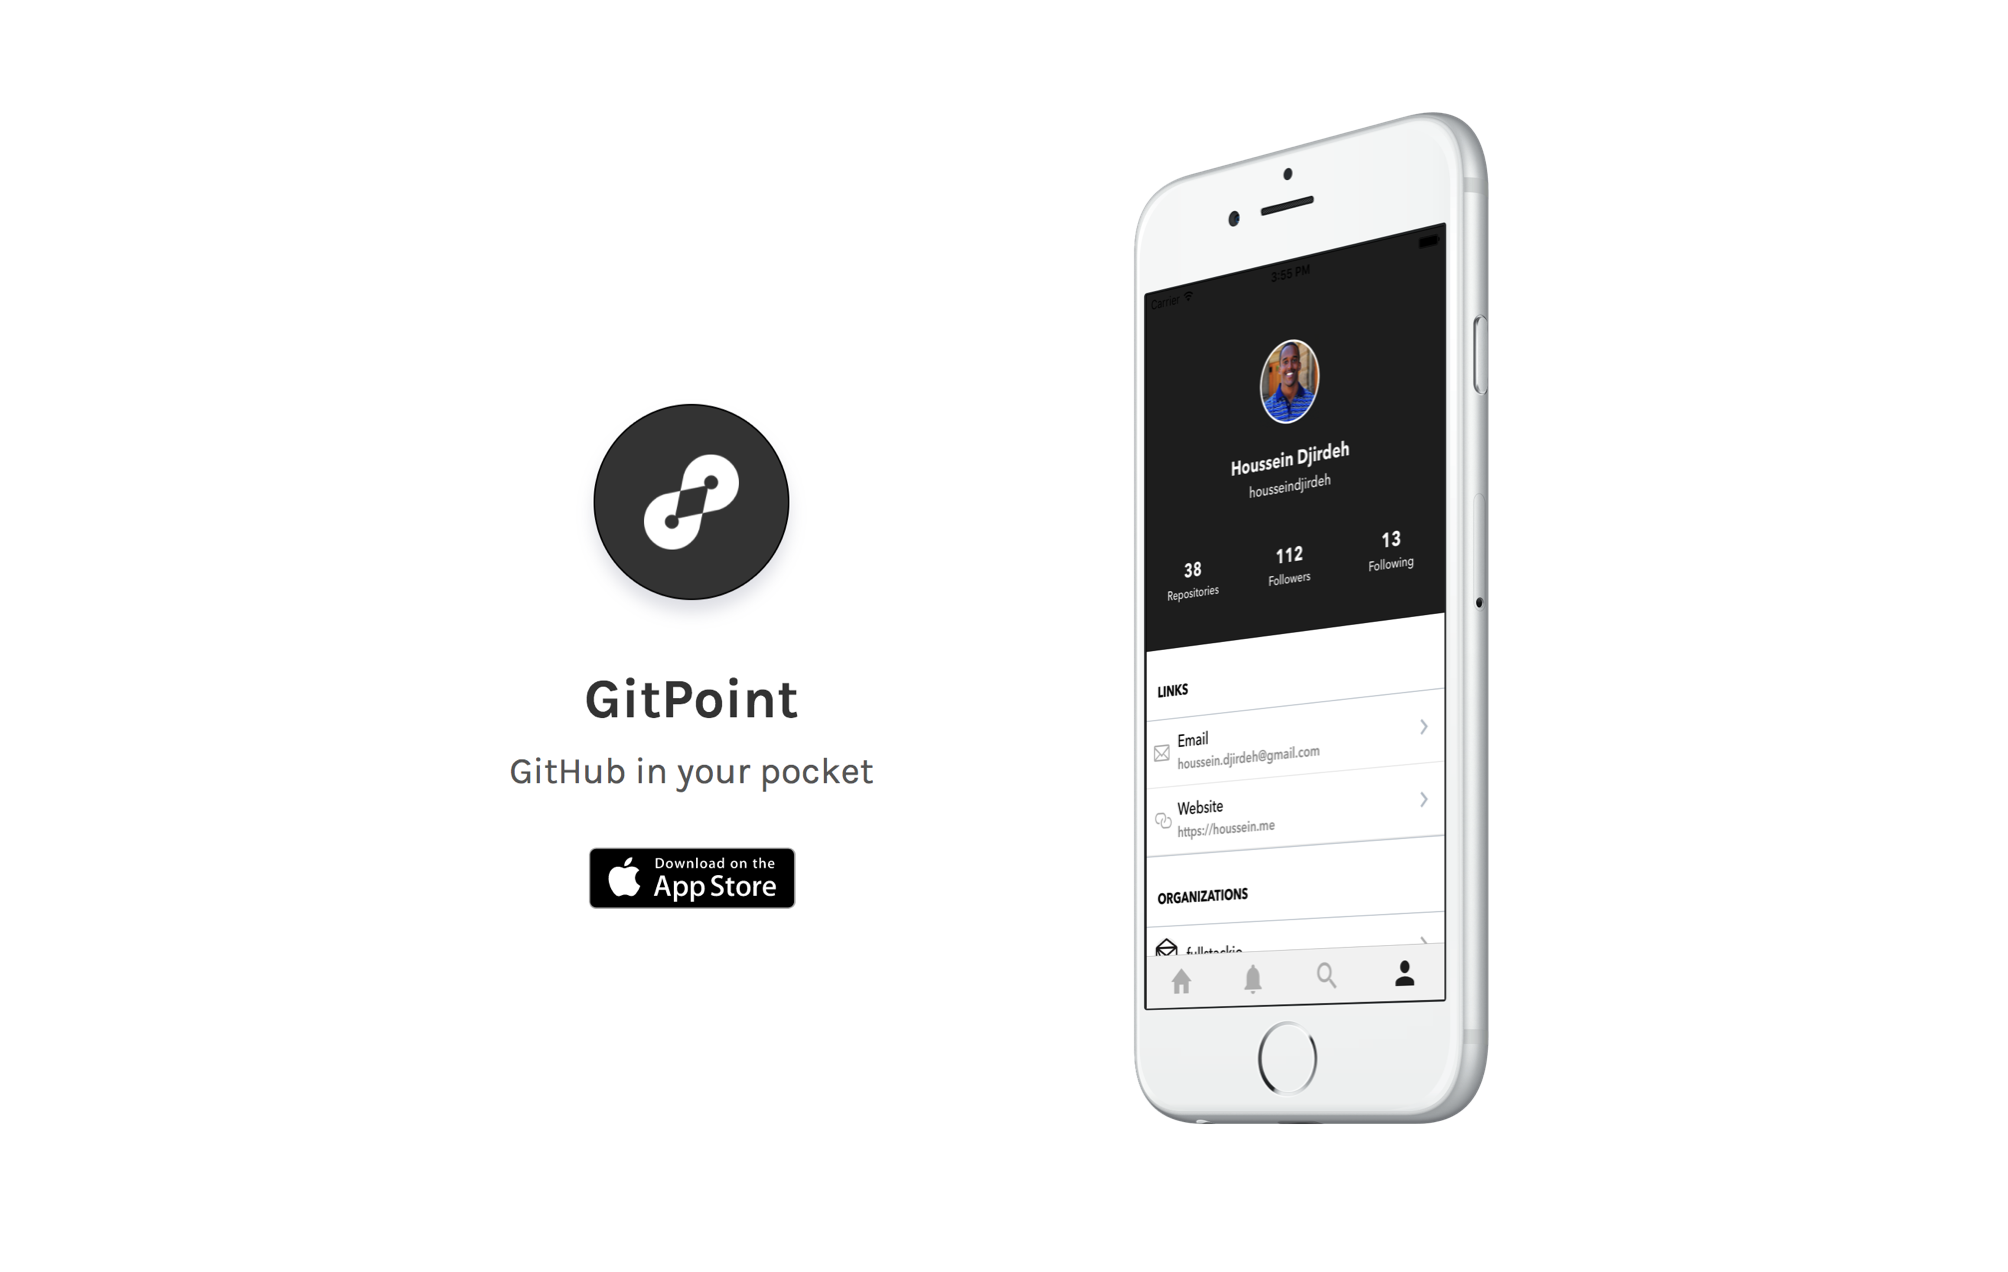 GitPoint
GitHub in your pocket
Download on the
App Store
3:55 PM
Carrier
Houssein Djirdeh
housseindjirdeh
38
Repositories
112
Followers
13
Following
LINKS
Email
houssein.djirdeh@gmail.com
Website
https://houssein.me
ORGANIZATIONS
fullstackio